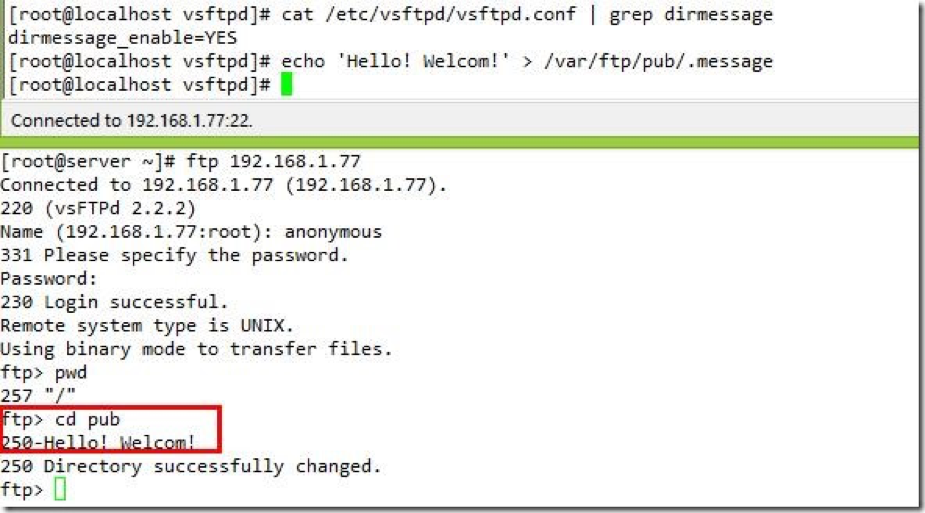 [root@localhost vsftpd]# cat /etc/vsftpd/vsftpd.conf | grep dirmessage
dirmessage_enable=YES
[root@localhost vsftpd]# echo 'Hello! Welcom!' > /var/ftp/pub/.message
[root@localhost vsftpd]#
Connected to 192.168.1.77:22.
[root@server ~]# ftp 192.168.1.77
Connected to 192.168.1.77 (192.168.1.77).
220 (vsFTPd 2.2.2)
Name (192.168.1.77:root): anonymous
331 Please specify the password.
Password:
230 Login successful.
Remote system type is UNIX.
Using binary mode to transfer files.
ftp> pwd
257 "/"
ftp> cd pub
250-Hello! Welcom!
250 Directory successfully changed.
ftp>